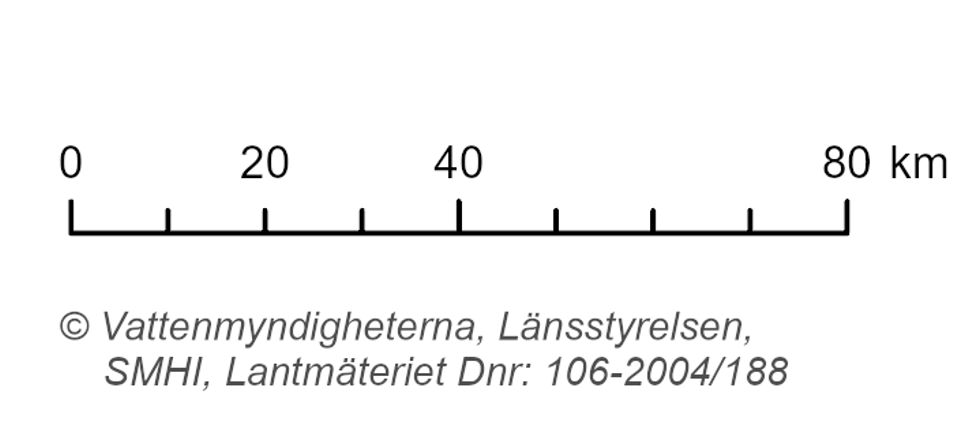 0 20 40 80 km
© Vattenmyndigheterna, Länsstyrelsen,
SMHI, Lantmäteriet Dnr: 106-2004/188